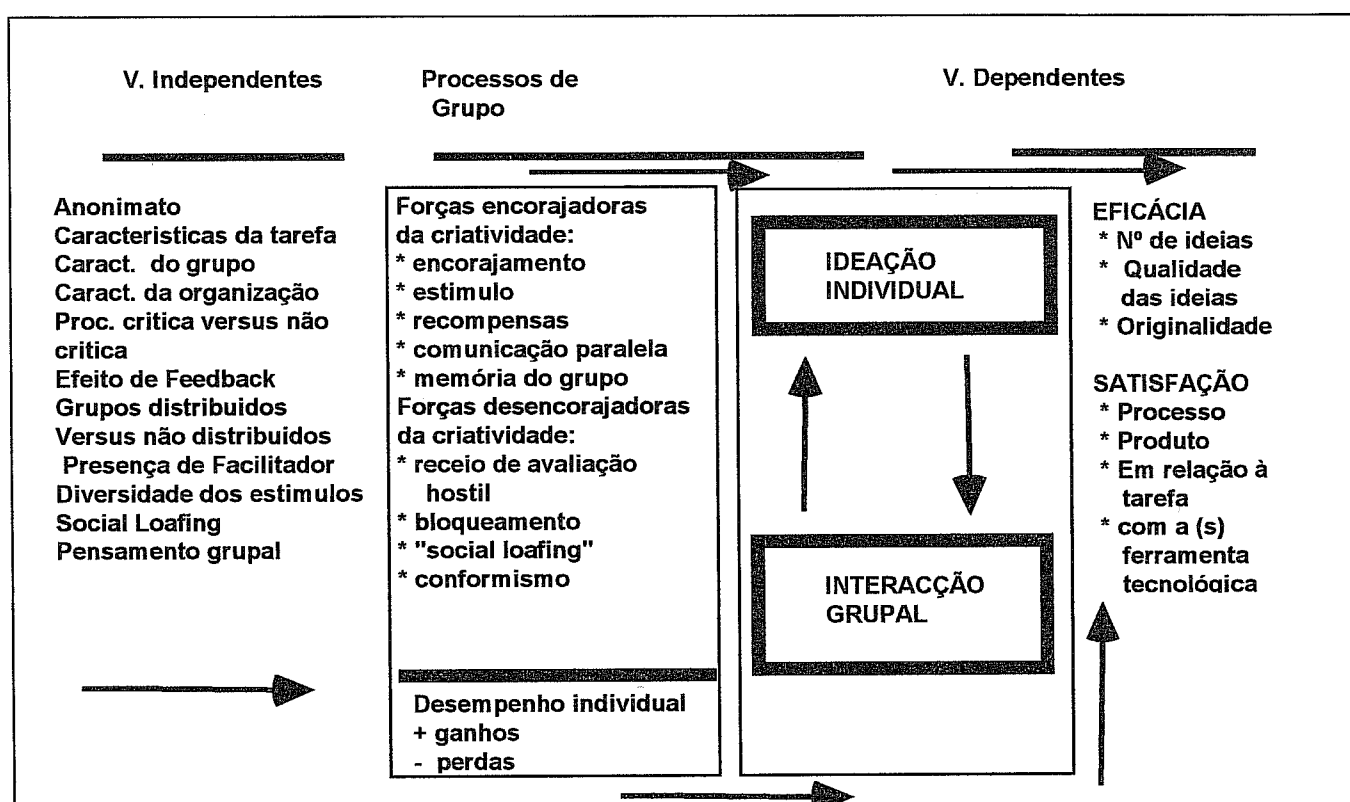 V. Independentes
Processos de
Grupo
V. Dependentes
Anonimato
Caracteristicas da tarefa
Caract. do grupo
Caract. da organização
Proc. critica versus não
critica
Efeito de Feedback
Grupos distribuidos
Versus não distribuidos
Presença de Facilitador
Diversidade dos estimulos
Social Loafing
Pensamento grupal
Forças encorajadoras
da criatividade:
* encorajamento
* estimulo
* recompensas
* comunicação paralela
* memória do grupo
Forças desencorajadoras
da criatividade:
* receio de avaliação
hostil
* bloqueamento
* "social loafing"
* conformismo
Desempenho individual
+ ganhos
- perdas
IDEAÇÃO
INDIVIDUAL
INTERACÇÃO
GRUPAL
EFICÁCIA
* Nº de ideias
* Qualidade
das ideias
* Originalidade
SATISFAÇÃO
* Processo
* Produto
* Em relação à
tarefa
* com a (s)
ferramenta
tecnológica